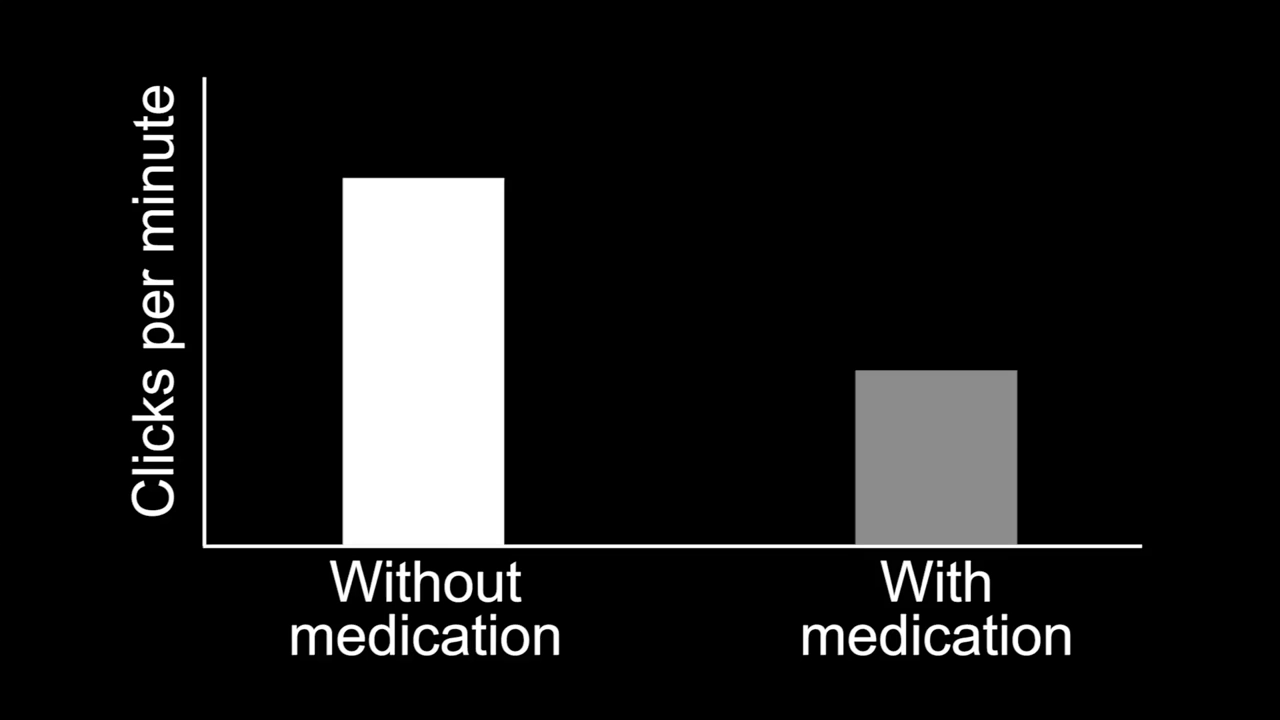 Clicks per minute
Without
medication
With
medication